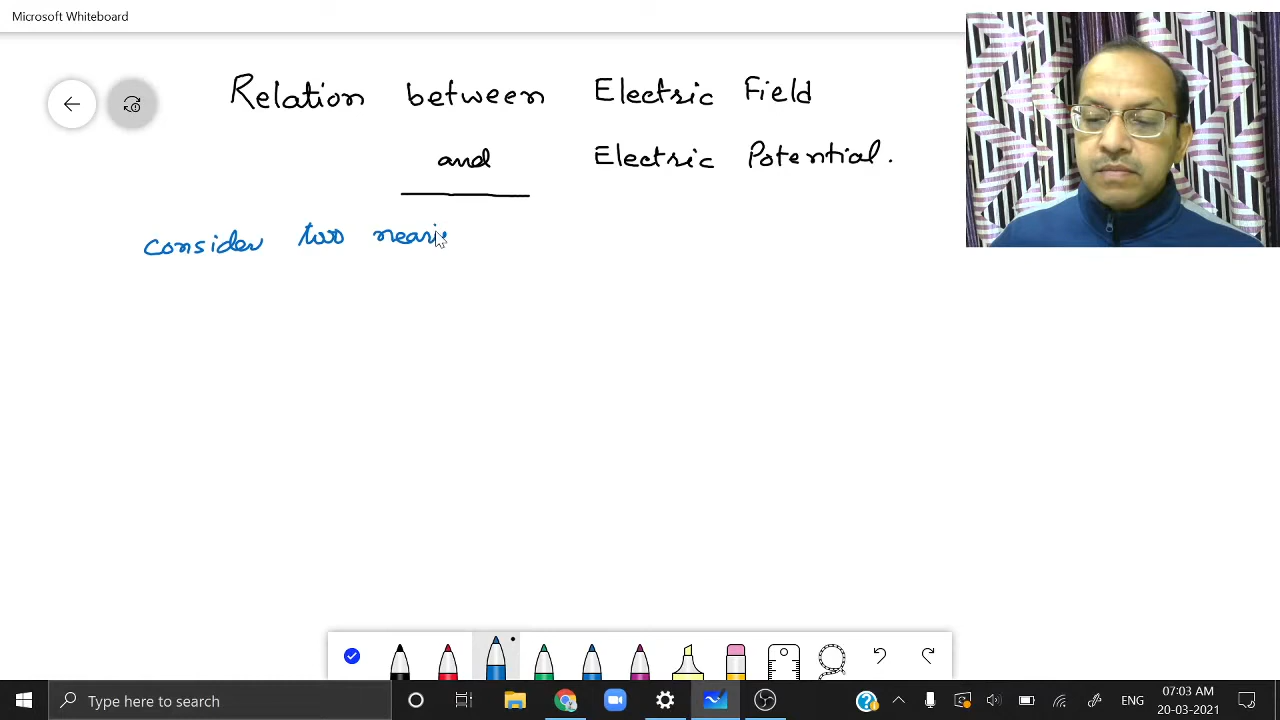 Microsoft Whiteboard
Relation between Electric Field
and Electric Potential.
consider two
Type here to search
ENG
07:03 AM
20-03-2021